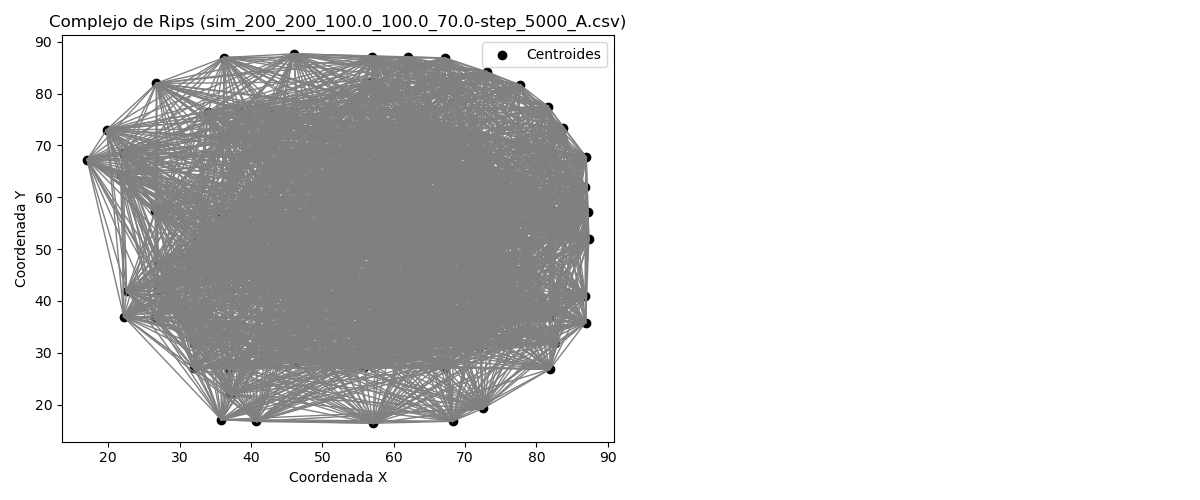 Complejo de Rips (sim_200_200_100.0_100.0_70.0-step_5000_A.csv)
Centroides
Coordenada Y
90
80
70
60
50
40
30
20
20 30 40 50 60 70 80 90
Coordenada X